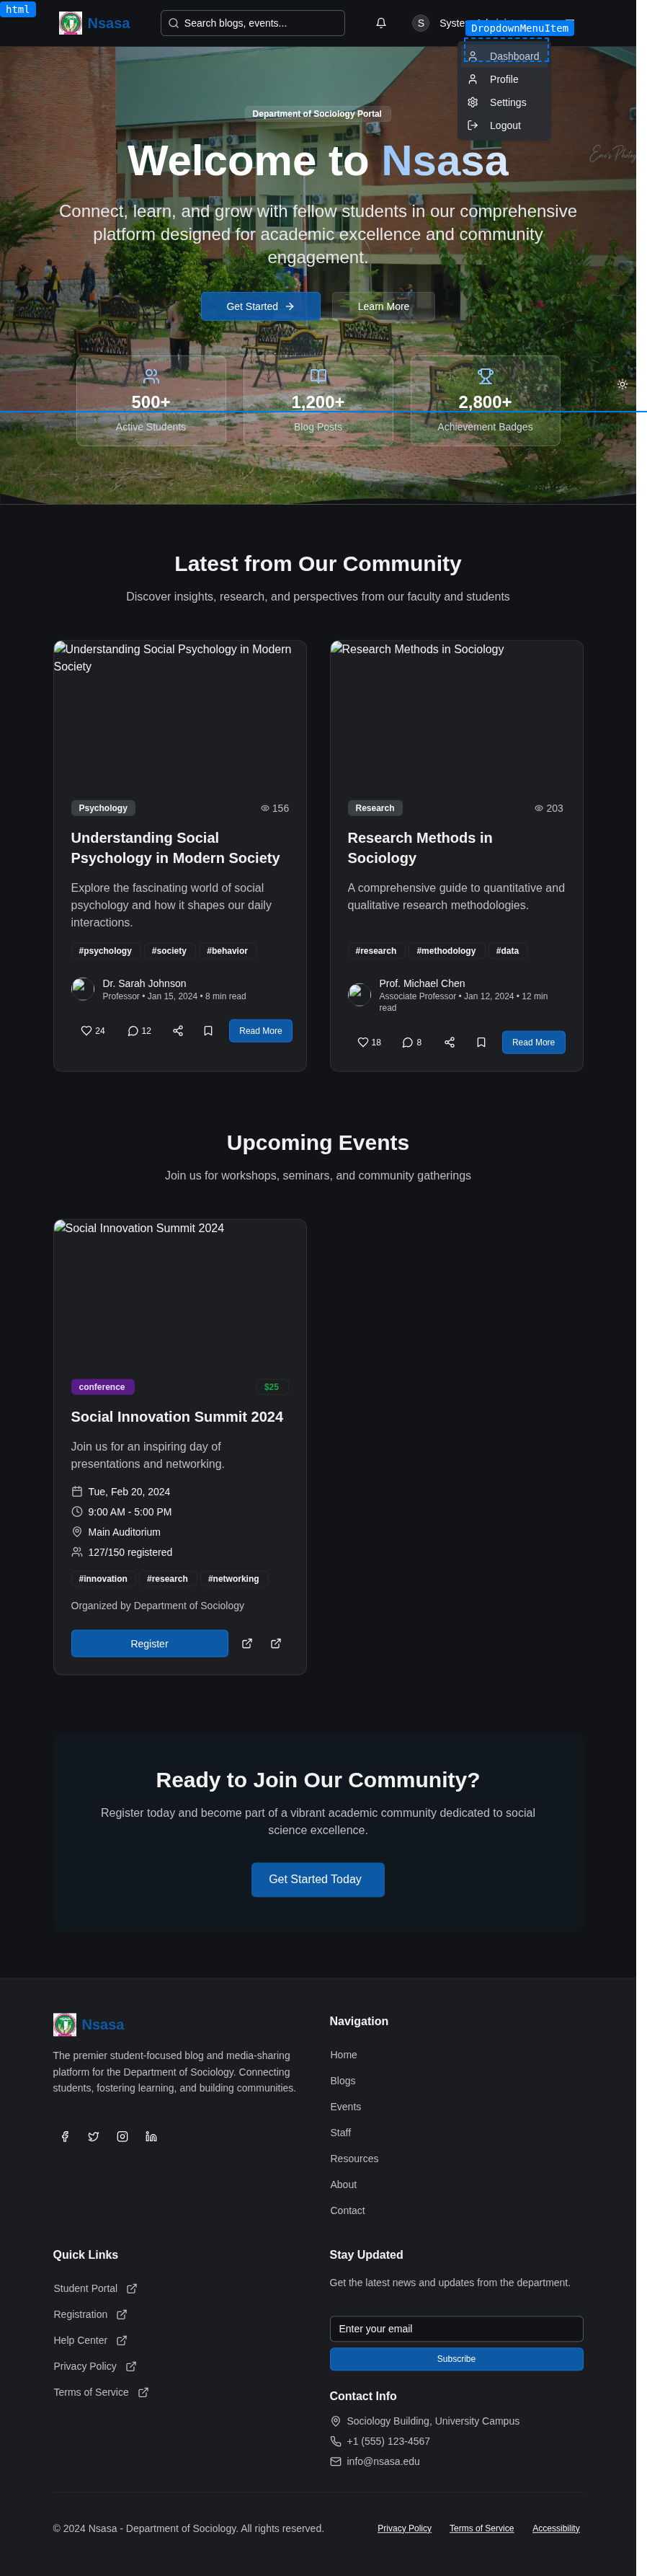 html
Nsasa
Search blogs, events...
S
DropdownMenuItem
Dashboard
Profile
Settings
Logout
Department of Sociology Portal
Welcome to Nsasa
Connect, learn, and grow with fellow students in our comprehensive
platform designed for academic excellence and community
engagement.
Get Started
Learn More
500+
1,200+
2,800+
Active Students
Blog Posts
Achievement Badges
Latest from Our Community
Discover insights, research, and perspectives from our faculty and students
Understanding Social Psychology in Modern
Society
Psychology
156
Understanding Social
Psychology in Modern Society
Explore the fascinating world of social
psychology and how it shapes our daily
interactions.
#psychology
#society
#behavior
Dr. Sarah Johnson
Professor • Jan 15, 2024 • 8 min read
24
12
Read More
Research Methods in Sociology
Research
203
Research Methods in
Sociology
A comprehensive guide to quantitative and
qualitative research methodologies.
#research
#methodology
#data
Prof. Michael Chen
Associate Professor • Jan 12, 2024 • 12 min
read
18
8
Read More
Upcoming Events
Join us for workshops, seminars, and community gatherings
Social Innovation Summit 2024
conference
$25
Social Innovation Summit 2024
Join us for an inspiring day of
presentations and networking.
Tue, Feb 20, 2024
9:00 AM - 5:00 PM
Main Auditorium
127/150 registered
#innovation
#research
#networking
Organized by Department of Sociology
Register
Ready to Join Our Community?
Register today and become part of a vibrant academic community dedicated to social
science excellence.
Get Started Today
Nsasa
The premier student-focused blog and media-sharing
platform for the Department of Sociology. Connecting
students, fostering learning, and building communities.
Navigation
Home
Blogs
Events
Staff
Resources
About
Contact
Quick Links
Student Portal
Registration
Help Center
Privacy Policy
Terms of Service
Stay Updated
Get the latest news and updates from the department.
Enter your email
Subscribe
Contact Info
Sociology Building, University Campus
+1 (555) 123-4567
info@nsasa.edu
© 2024 Nsasa - Department of Sociology. All rights reserved.
Privacy Policy
Terms of Service
Accessibility